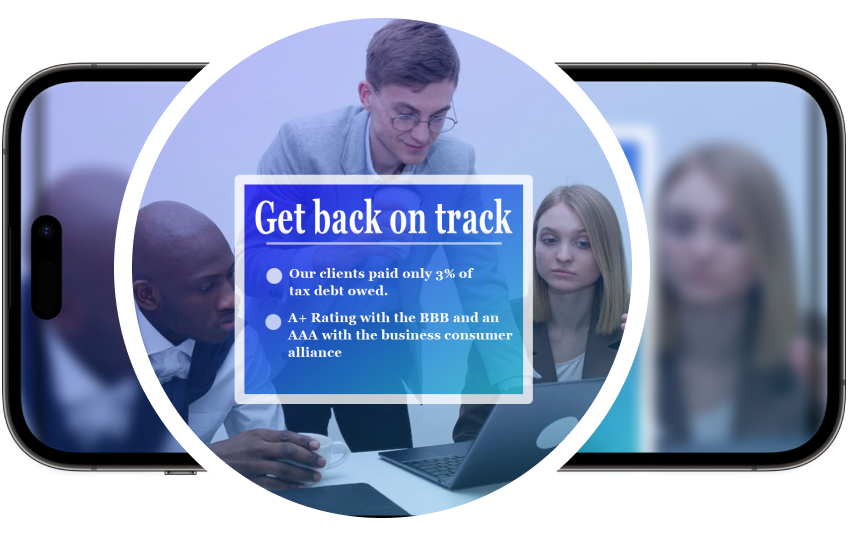 Get back on track
Our clients paid only 3% of
tax debt owed.
A+ Rating with the BBB and an
AAA with the business consumer
alliance